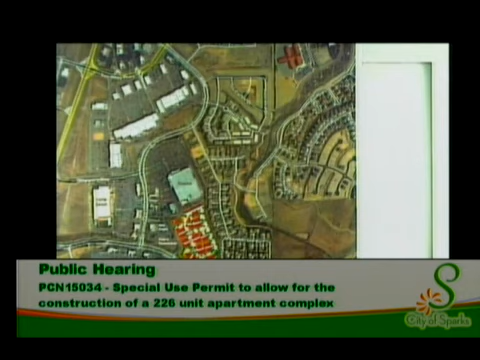 Public Hearing
PCN15034 - Special Use Permit to allow for the
construction of a 226 unit apartment complex
City of Sparks